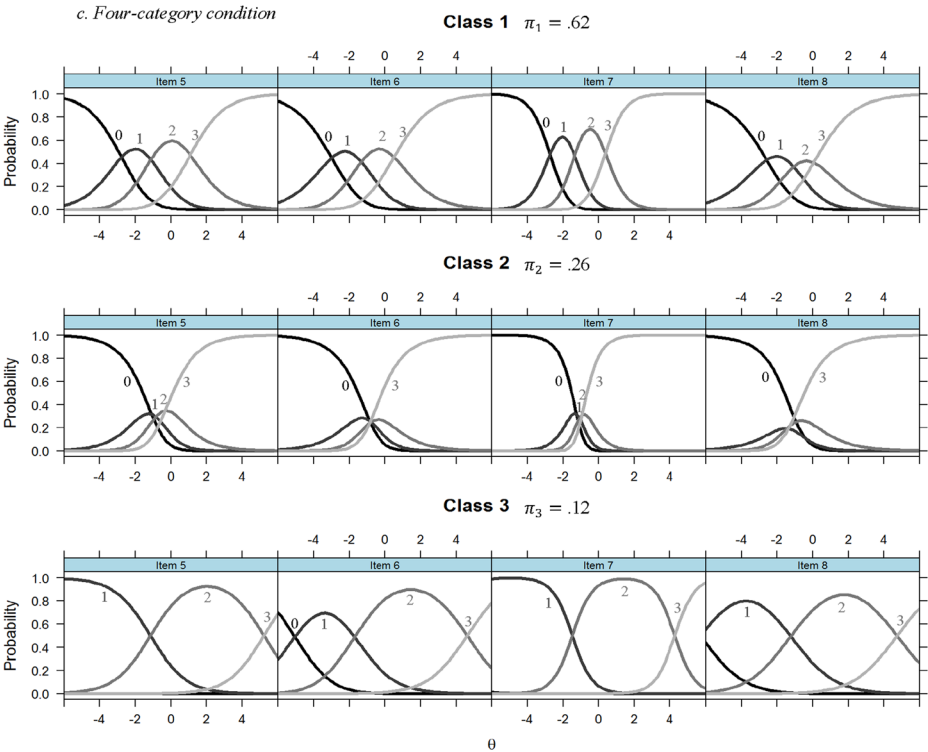 c. Four-category condition
Class 1 π₁ = .62
-4 -2 0 2 4 -4 -2 0 2 4
Item 5 Item 6 Item 7 Item 8
Probability
1.0
0.8
0.6
0.4
0.2
0.0
0 1 2 3 0 1 2 3 0 1 2 3 0 1 2 3
-4 -2 0 2 4 -4 -2 0 2 4
Class 2 π₂ = .26
-4 -2 0 2 4 -4 -2 0 2 4
Item 5 Item 6 Item 7 Item 8
Probability
1.0
0.8
0.6
0.4
0.2
0.0
0 1 2 3 0 3 0 1 2 3 0 3
-4 -2 0 2 4 -4 -2 0 2 4
Class 3 π₃ = .12
-4 -2 0 2 4 -4 -2 0 2 4
Item 5 Item 6 Item 7 Item 8
Probability
1.0
0.8
0.6
0.4
0.2
0.0
1 2 3 0 1 2 3 1 2 3 1 2 3
-4 -2 0 2 4 -4 -2 0 2 4
θ